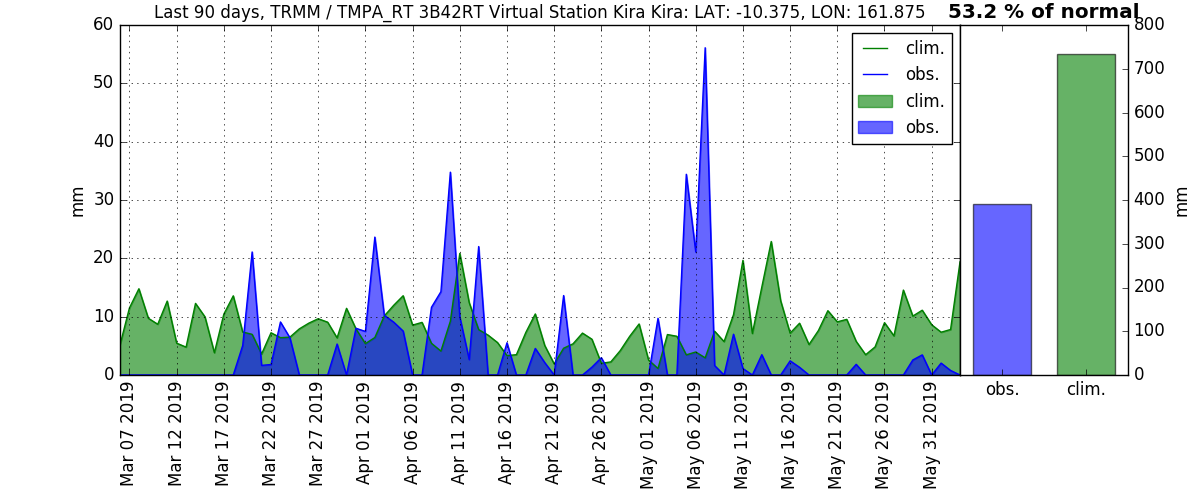 Last 90 days, TRMM / TMPA_RT 3B42RT Virtual Station Kira Kira: LAT: -10.375, LON: 161.875
53.2 % of normal
60
50
40
30
20
10
0
mm
clim.
obs.
clim.
obs.
Mar 07 2019
Mar 12 2019
Mar 17 2019
Mar 22 2019
Mar 27 2019
Apr 01 2019
Apr 06 2019
Apr 11 2019
Apr 16 2019
Apr 21 2019
Apr 26 2019
May 01 2019
May 06 2019
May 11 2019
May 16 2019
May 21 2019
May 26 2019
May 31 2019
800
700
600
500
400
300
200
100
0
mm
obs.
clim.